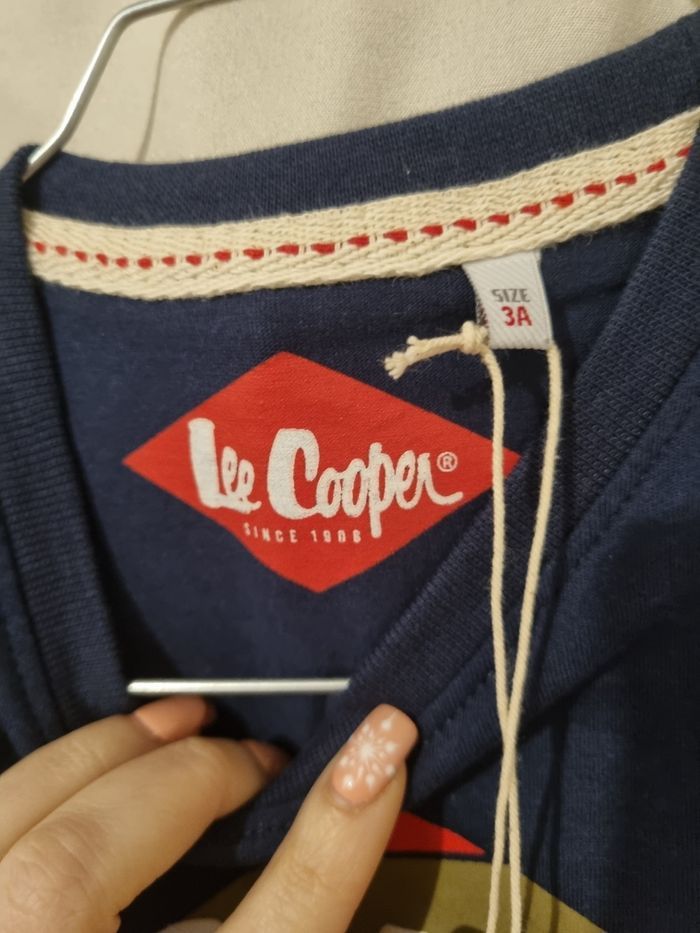 SIZE
3A
Lee Cooper®
SINCE 1908